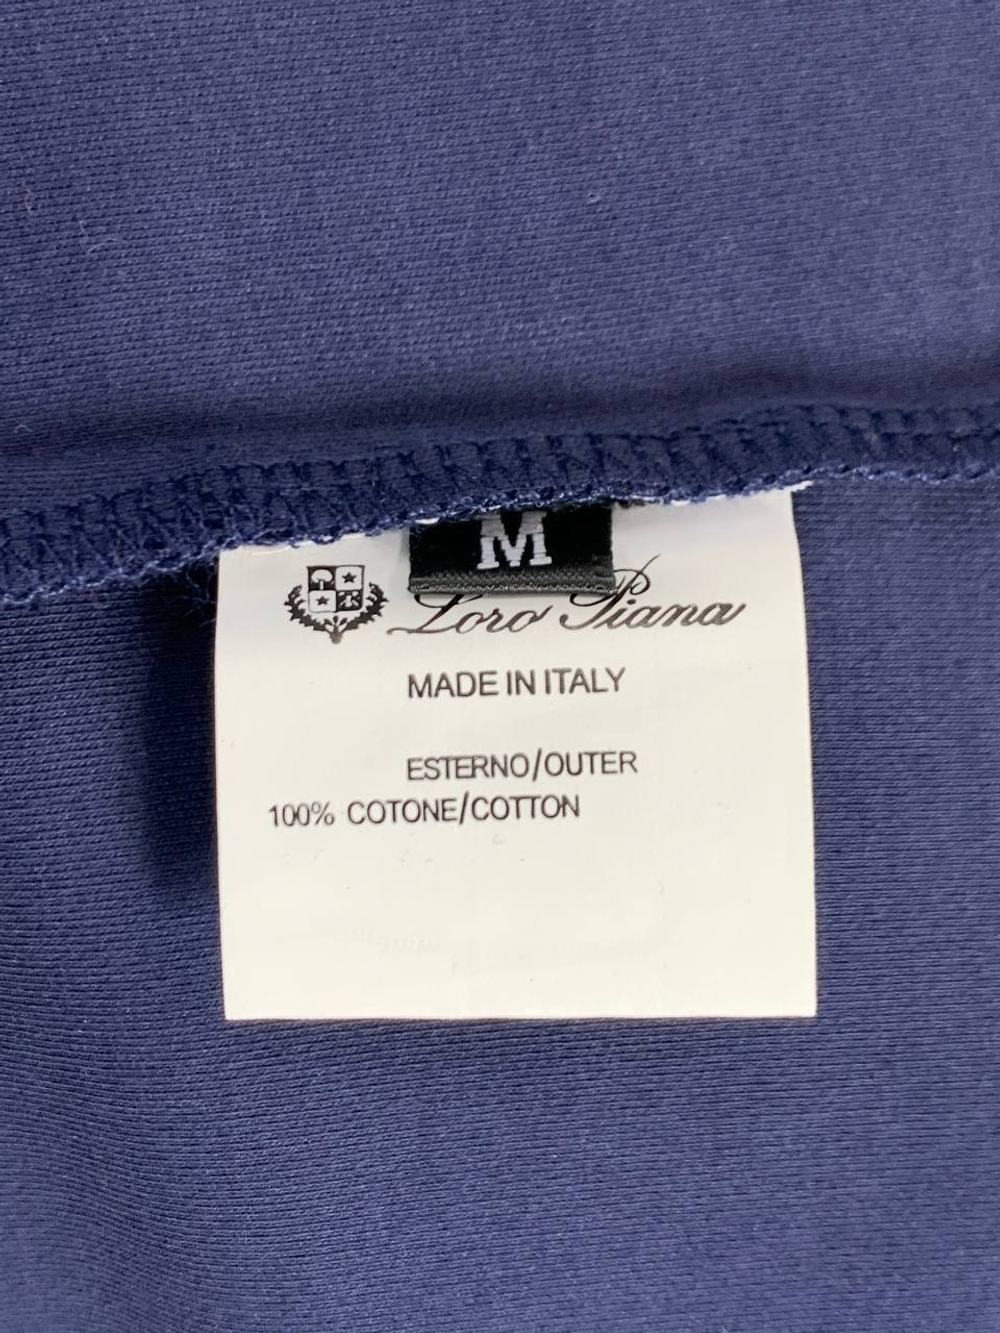 M
Loro Piana
MADE IN ITALY
ESTERNO/OUTER
100% COTONE/COTTON